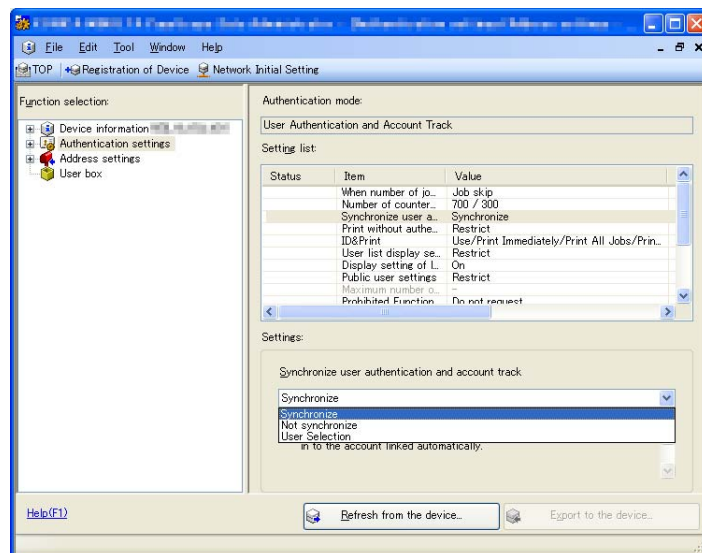 File Edit Tool Window Help
TOP Registration of Device Network Initial Setting
Function selection:
Device information
Authentication settings
Address settings
User box
Authentication mode:
User Authentication and Account Track
Setting list:
Status Item Value
When number of jo... Job skip
Number of counter... 700 / 300
Synchronize user a... Synchronize
Print without authe... Restrict
ID&Print Use/Print Immediately/Print All Jobs/Prin...
User list display se... Restrict
Display setting of I... On
Public user settings Restrict
Maximum number o... -
Prohibited Function Do not request
Settings:
Synchronize user authentication and account track
Synchronize
Synchronize
Not synchronize
User Selection
in to the account linked automatically.
Help(F1)
Refresh from the device...
Export to the device...